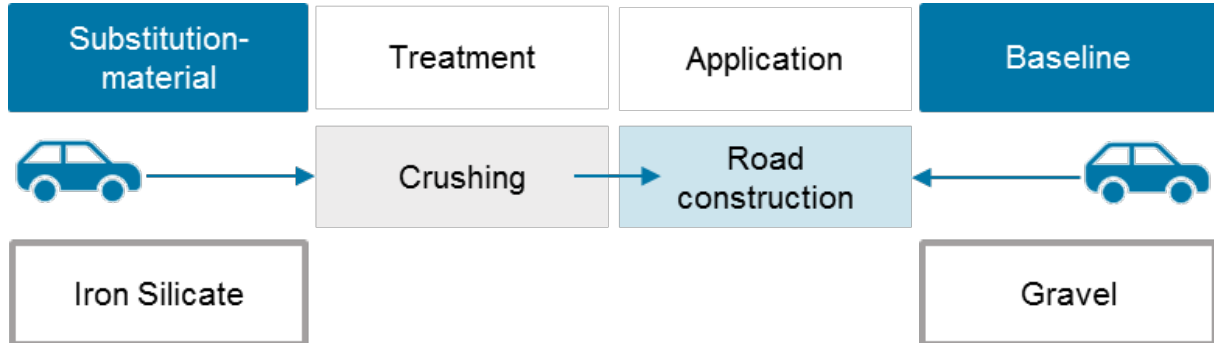 Substitution-
material
Treatment
Application
Baseline
Crushing
Road
construction
Iron Silicate
Gravel